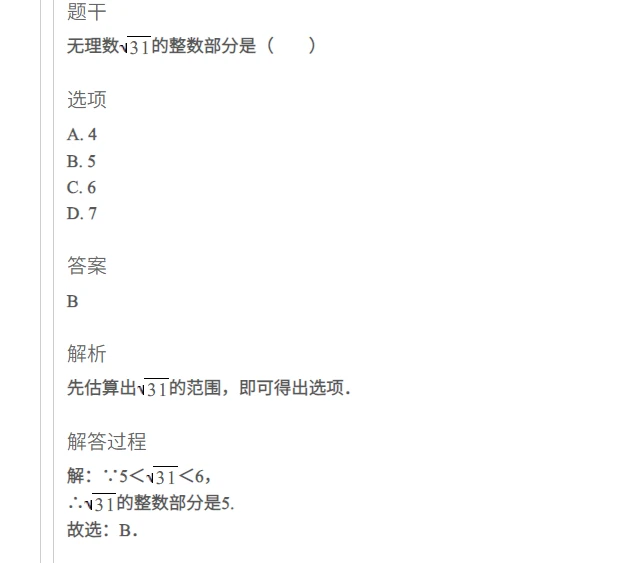 题干
无理数√31的整数部分是（　　）
选项
A. 4
B. 5
C. 6
D. 7
答案
B
解析
先估算出√31的范围，即可得出选项．
解答过程
解：∵5＜√31＜6，
∴√31的整数部分是5.
故选：B．